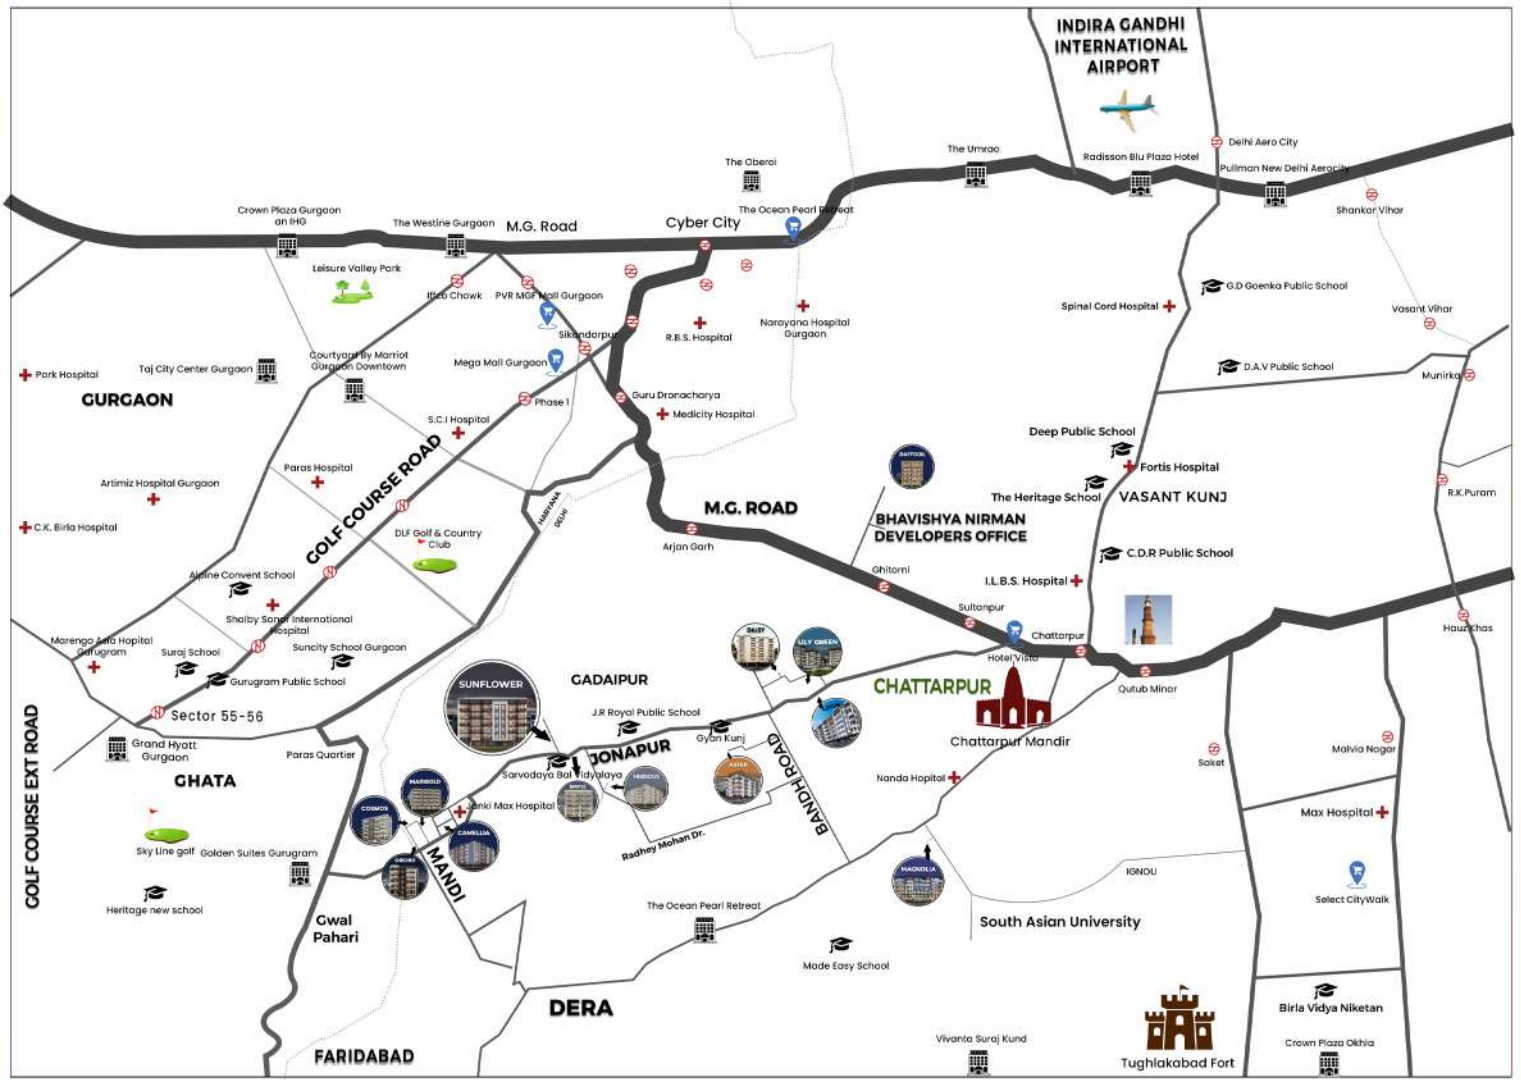 INDIRA GANDHI
INTERNATIONAL
AIRPORT
Delhi Aero City
The Umrao
Radisson Blu Plaza Hotel
Pullman New Delhi Aerocity
The Oberoi
Shankar Vihar
Crown Plaza Gurgaon
an IHG
The Westine Gurgaon
M.G. Road
Cyber City
The Ocean Pearl Retreat
Leisure Valley Park
Iffco Chowk
PVR MGF Mall Gurgaon
G.D Goenka Public School
Spinal Cord Hospital
Vasant Vihar
Narayana Hospital
Gurgaon
Sikandarpur
R.B.S. Hospital
Courtyard By Marriot
Gurgaon Downtown
Mega Mall Gurgaon
Taj City Center Gurgaon
Park Hospital
D.A.V Public School
Munirka
GURGAON
Phase 1
Guru Dronacharya
Medicity Hospital
S.C.I Hospital
Deep Public School
Paras Hospital
Fortis Hospital
Artimiz Hospital Gurgaon
GOLF COURSE ROAD
The Heritage School
VASANT KUNJ
R.K.Puram
HARYANA
DELHI
M.G. ROAD
BHAVISHYA NIRMAN
DEVELOPERS OFFICE
C.K. Birla Hospital
DLF Golf & Country
Club
Arjan Garh
C.D.R Public School
Ghitorni
I.L.B.S. Hospital
Alpine Convent School
Sultanpur
Shalby Sanar International
Hospital
Chattarpur
Hauz Khas
Marengo Asia Hopital
Gurugram
Suraj School
Suncity School Gurgaon
DAISY
LILY GREEN
Hotel Vista
Gurugram Public School
SUNFLOWER
GADAIPUR
CHATTARPUR
Qutub Minar
Sector 55-56
J.R Royal Public School
Gyan Kunj
Chattarpur Mandir
Malvia Nagar
Grand Hyatt
Gurgaon
Paras Quartier
JONAPUR
Saket
GOLF COURSE EXT ROAD
GHATA
Sarvodaya Bal Vidyalaya
HIBISCUS
ASTER
BANDH ROAD
Nanda Hopital
MARIGOLD
COSMOS
Janki Max Hospital
CAMELLIA
Max Hospital
Radhey Mohan Dr.
Sky Line golf
Golden Suites Gurugram
ORCHID
MANDI
MAGNOLIA
IGNOU
Heritage new school
Select CityWalk
Gwal
Pahari
The Ocean Pearl Retreat
South Asian University
Made Easy School
DERA
Birla Vidya Niketan
FARIDABAD
Vivanta Suraj Kund
Tughlakabad Fort
Crown Plaza Okhla